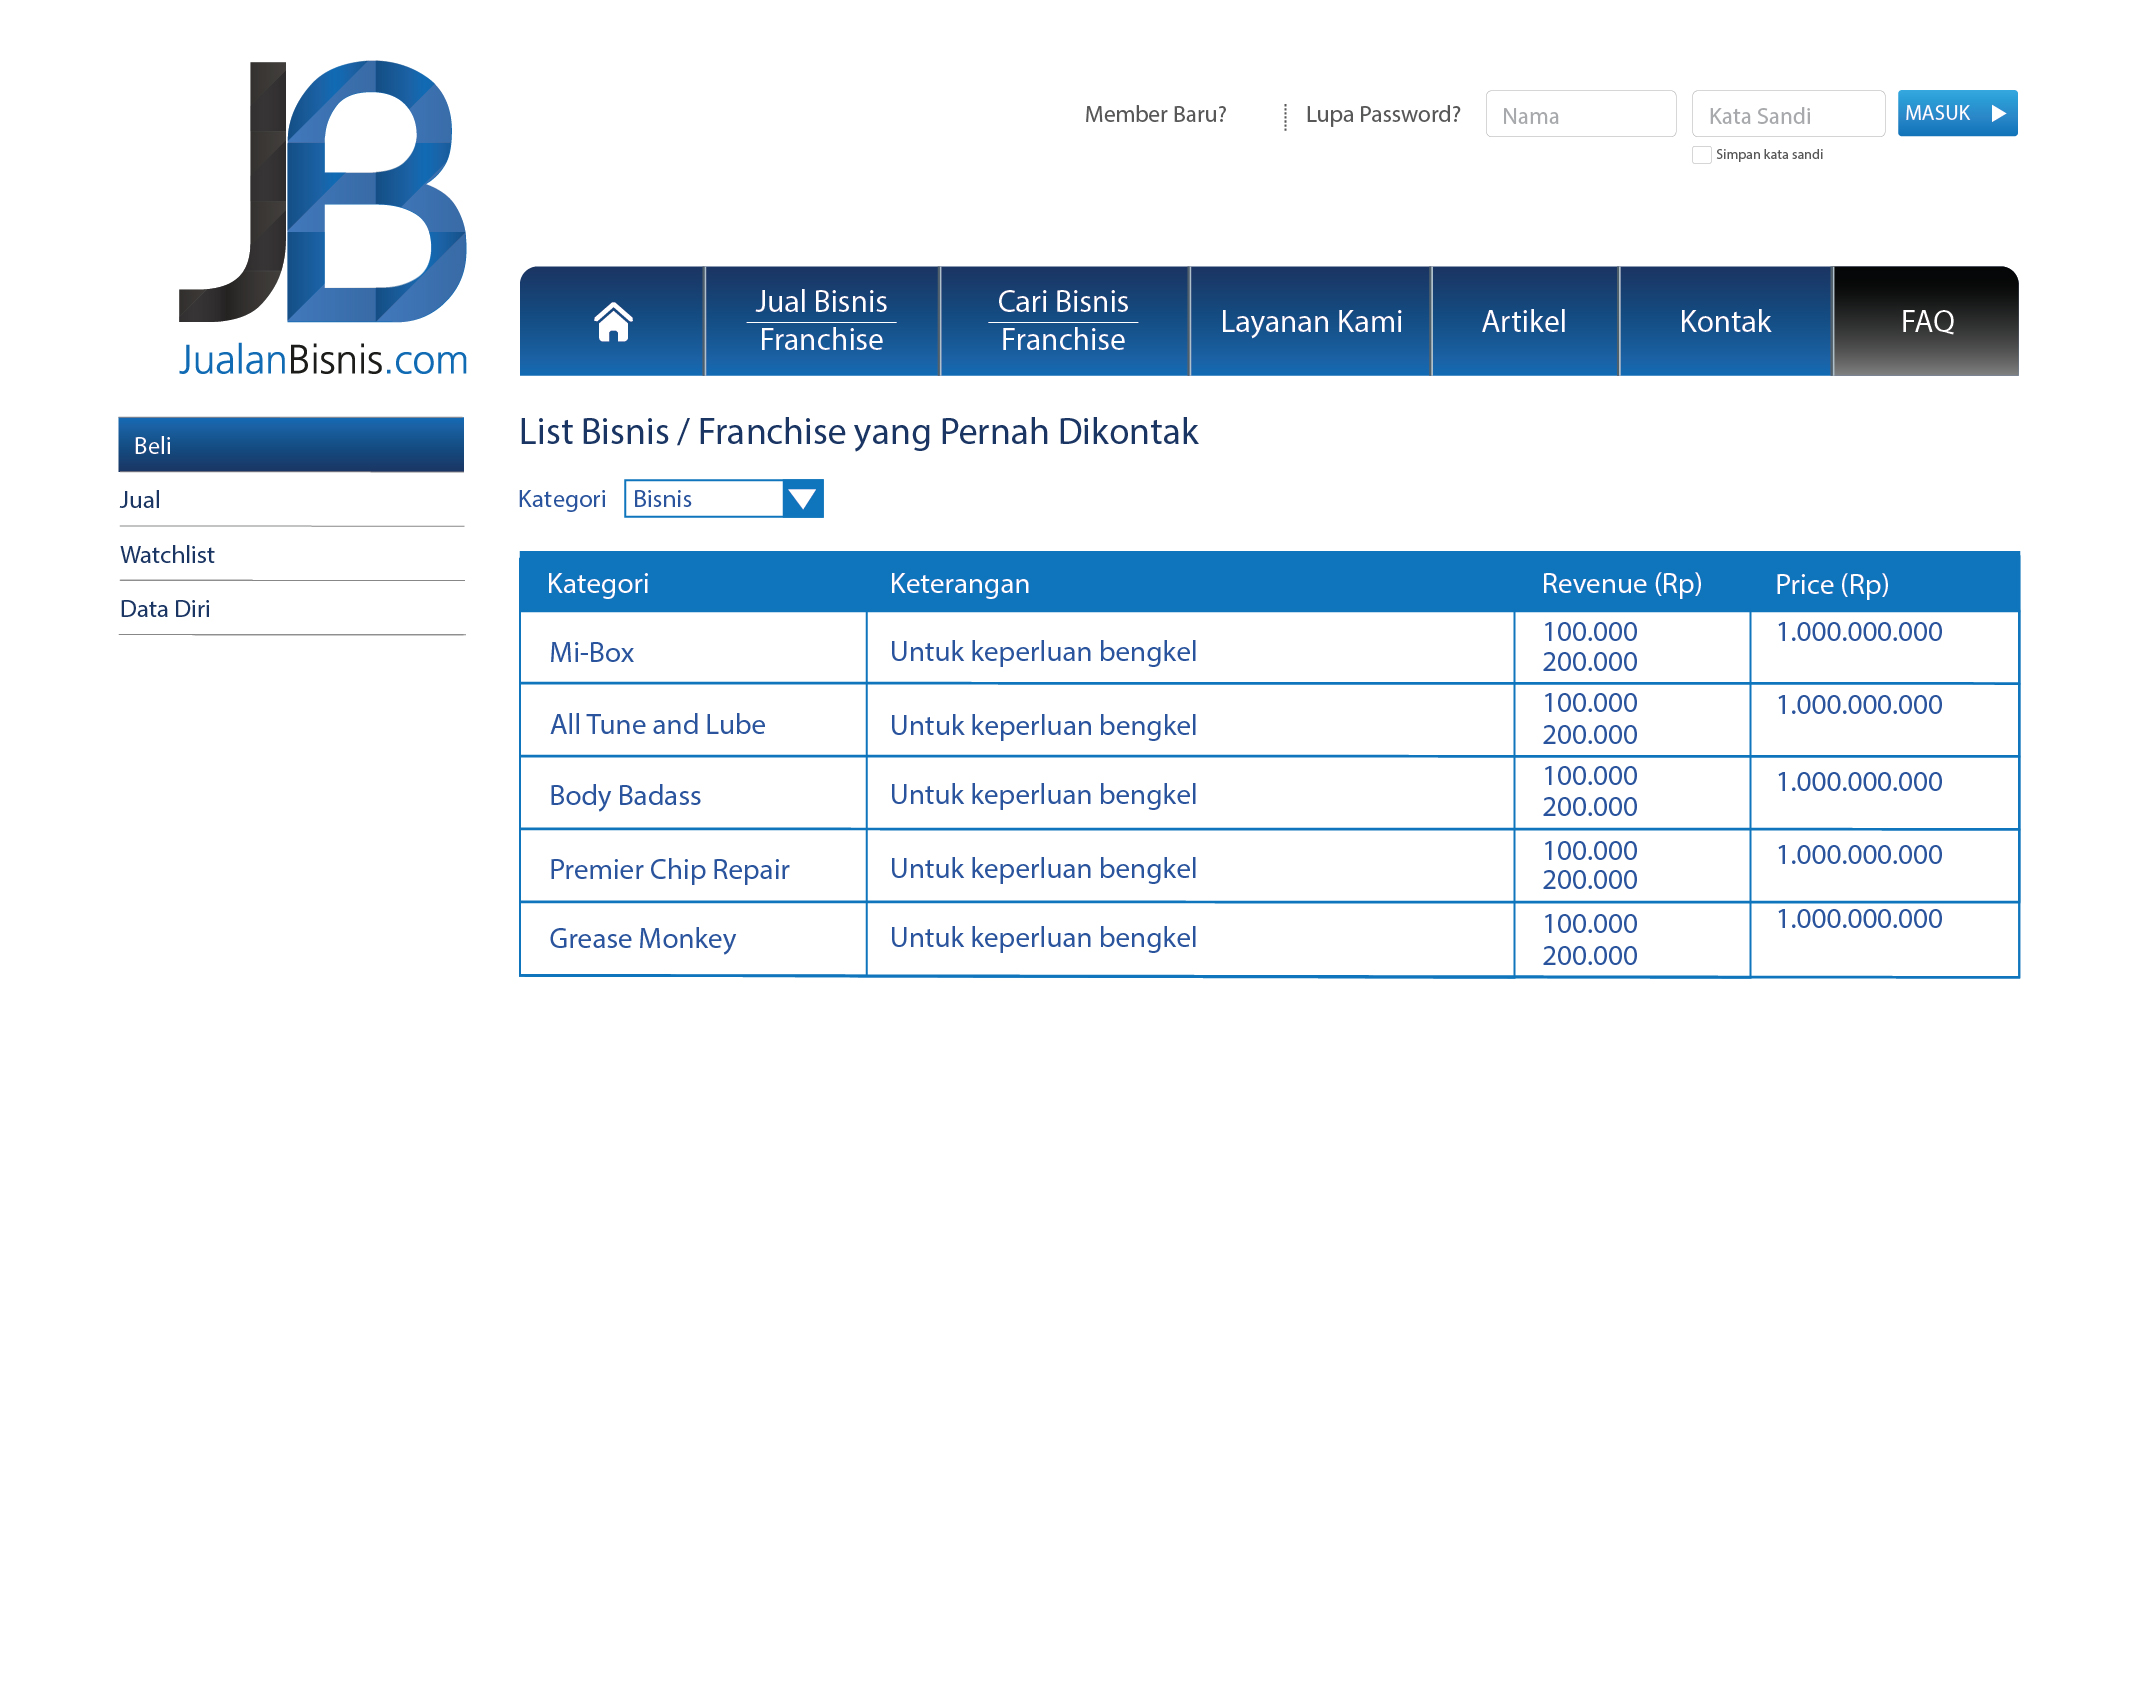 JB
JualanBisnis.com
Member Baru?
Lupa Password?
Nama
Kata Sandi
MASUK
Simpan kata sandi
Jual Bisnis
Franchise
Cari Bisnis
Franchise
Layanan Kami
Artikel
Kontak
FAQ
Beli
Jual
Watchlist
Data Diri
List Bisnis / Franchise yang Pernah Dikontak
Kategori Bisnis
Kategori Keterangan Revenue (Rp) Price (Rp)
Mi-Box Untuk keperluan bengkel 100.000 1.000.000.000
200.000
All Tune and Lube Untuk keperluan bengkel 100.000 1.000.000.000
200.000
Body Badass Untuk keperluan bengkel 100.000 1.000.000.000
200.000
Premier Chip Repair Untuk keperluan bengkel 100.000 1.000.000.000
200.000
Grease Monkey Untuk keperluan bengkel 100.000 1.000.000.000
200.000